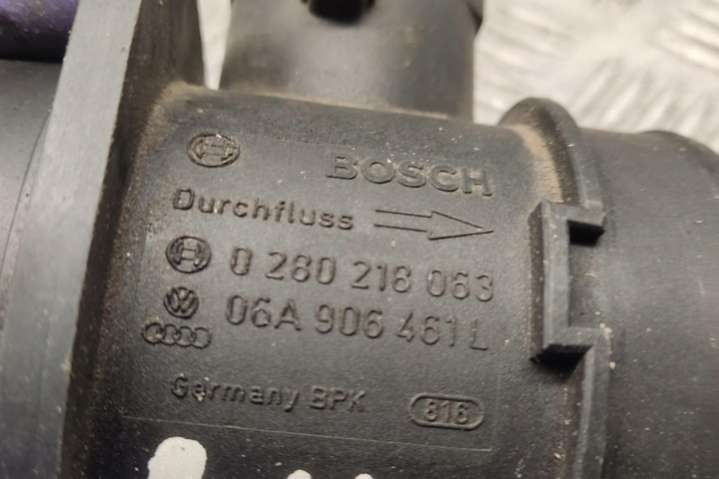 BOSCH
Durchfluss
0 280 218 063
06A 906 461 L
Germany BPK 816